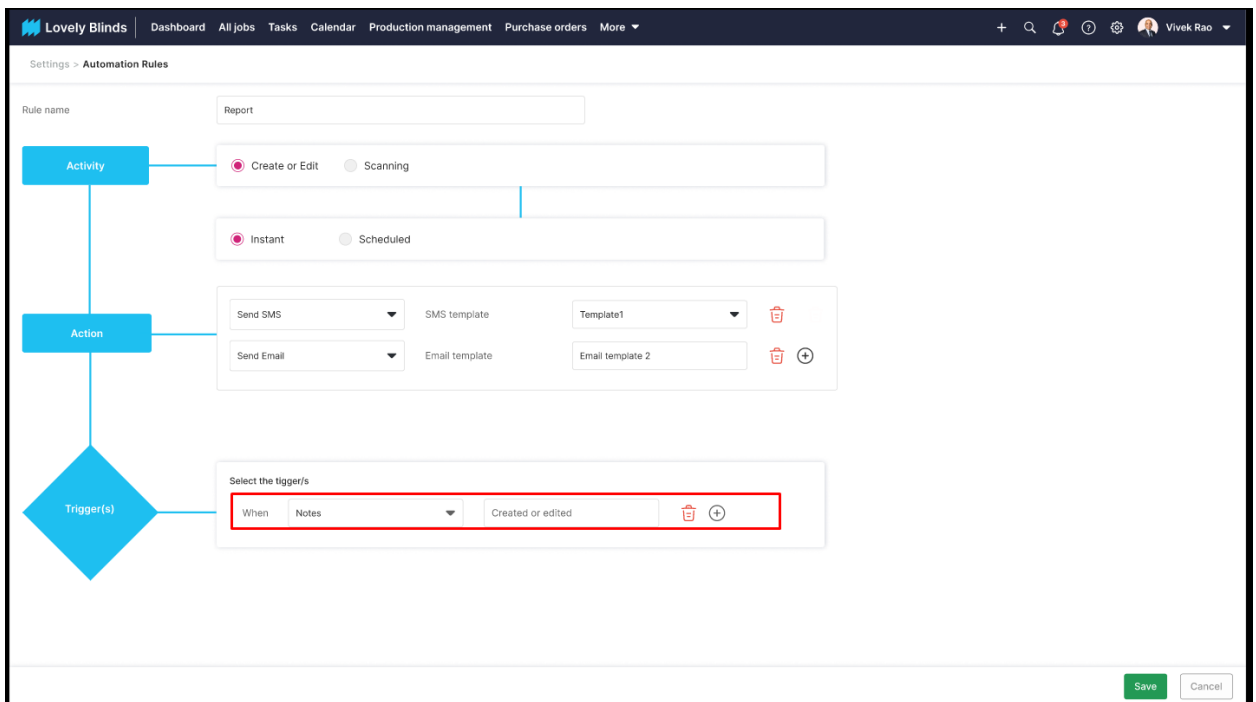 Lovely Blinds Dashboard All jobs Tasks Calendar Production management Purchase orders More 3 Vivek Rao
Settings > Automation Rules
Rule name Report
Activity Create or Edit Scanning
Instant Scheduled
Send SMS SMS template Template1
Action
Send Email Email template Email template 2
Select the tigger/s
Trigger(s) When Notes Created or edited
Save Cancel